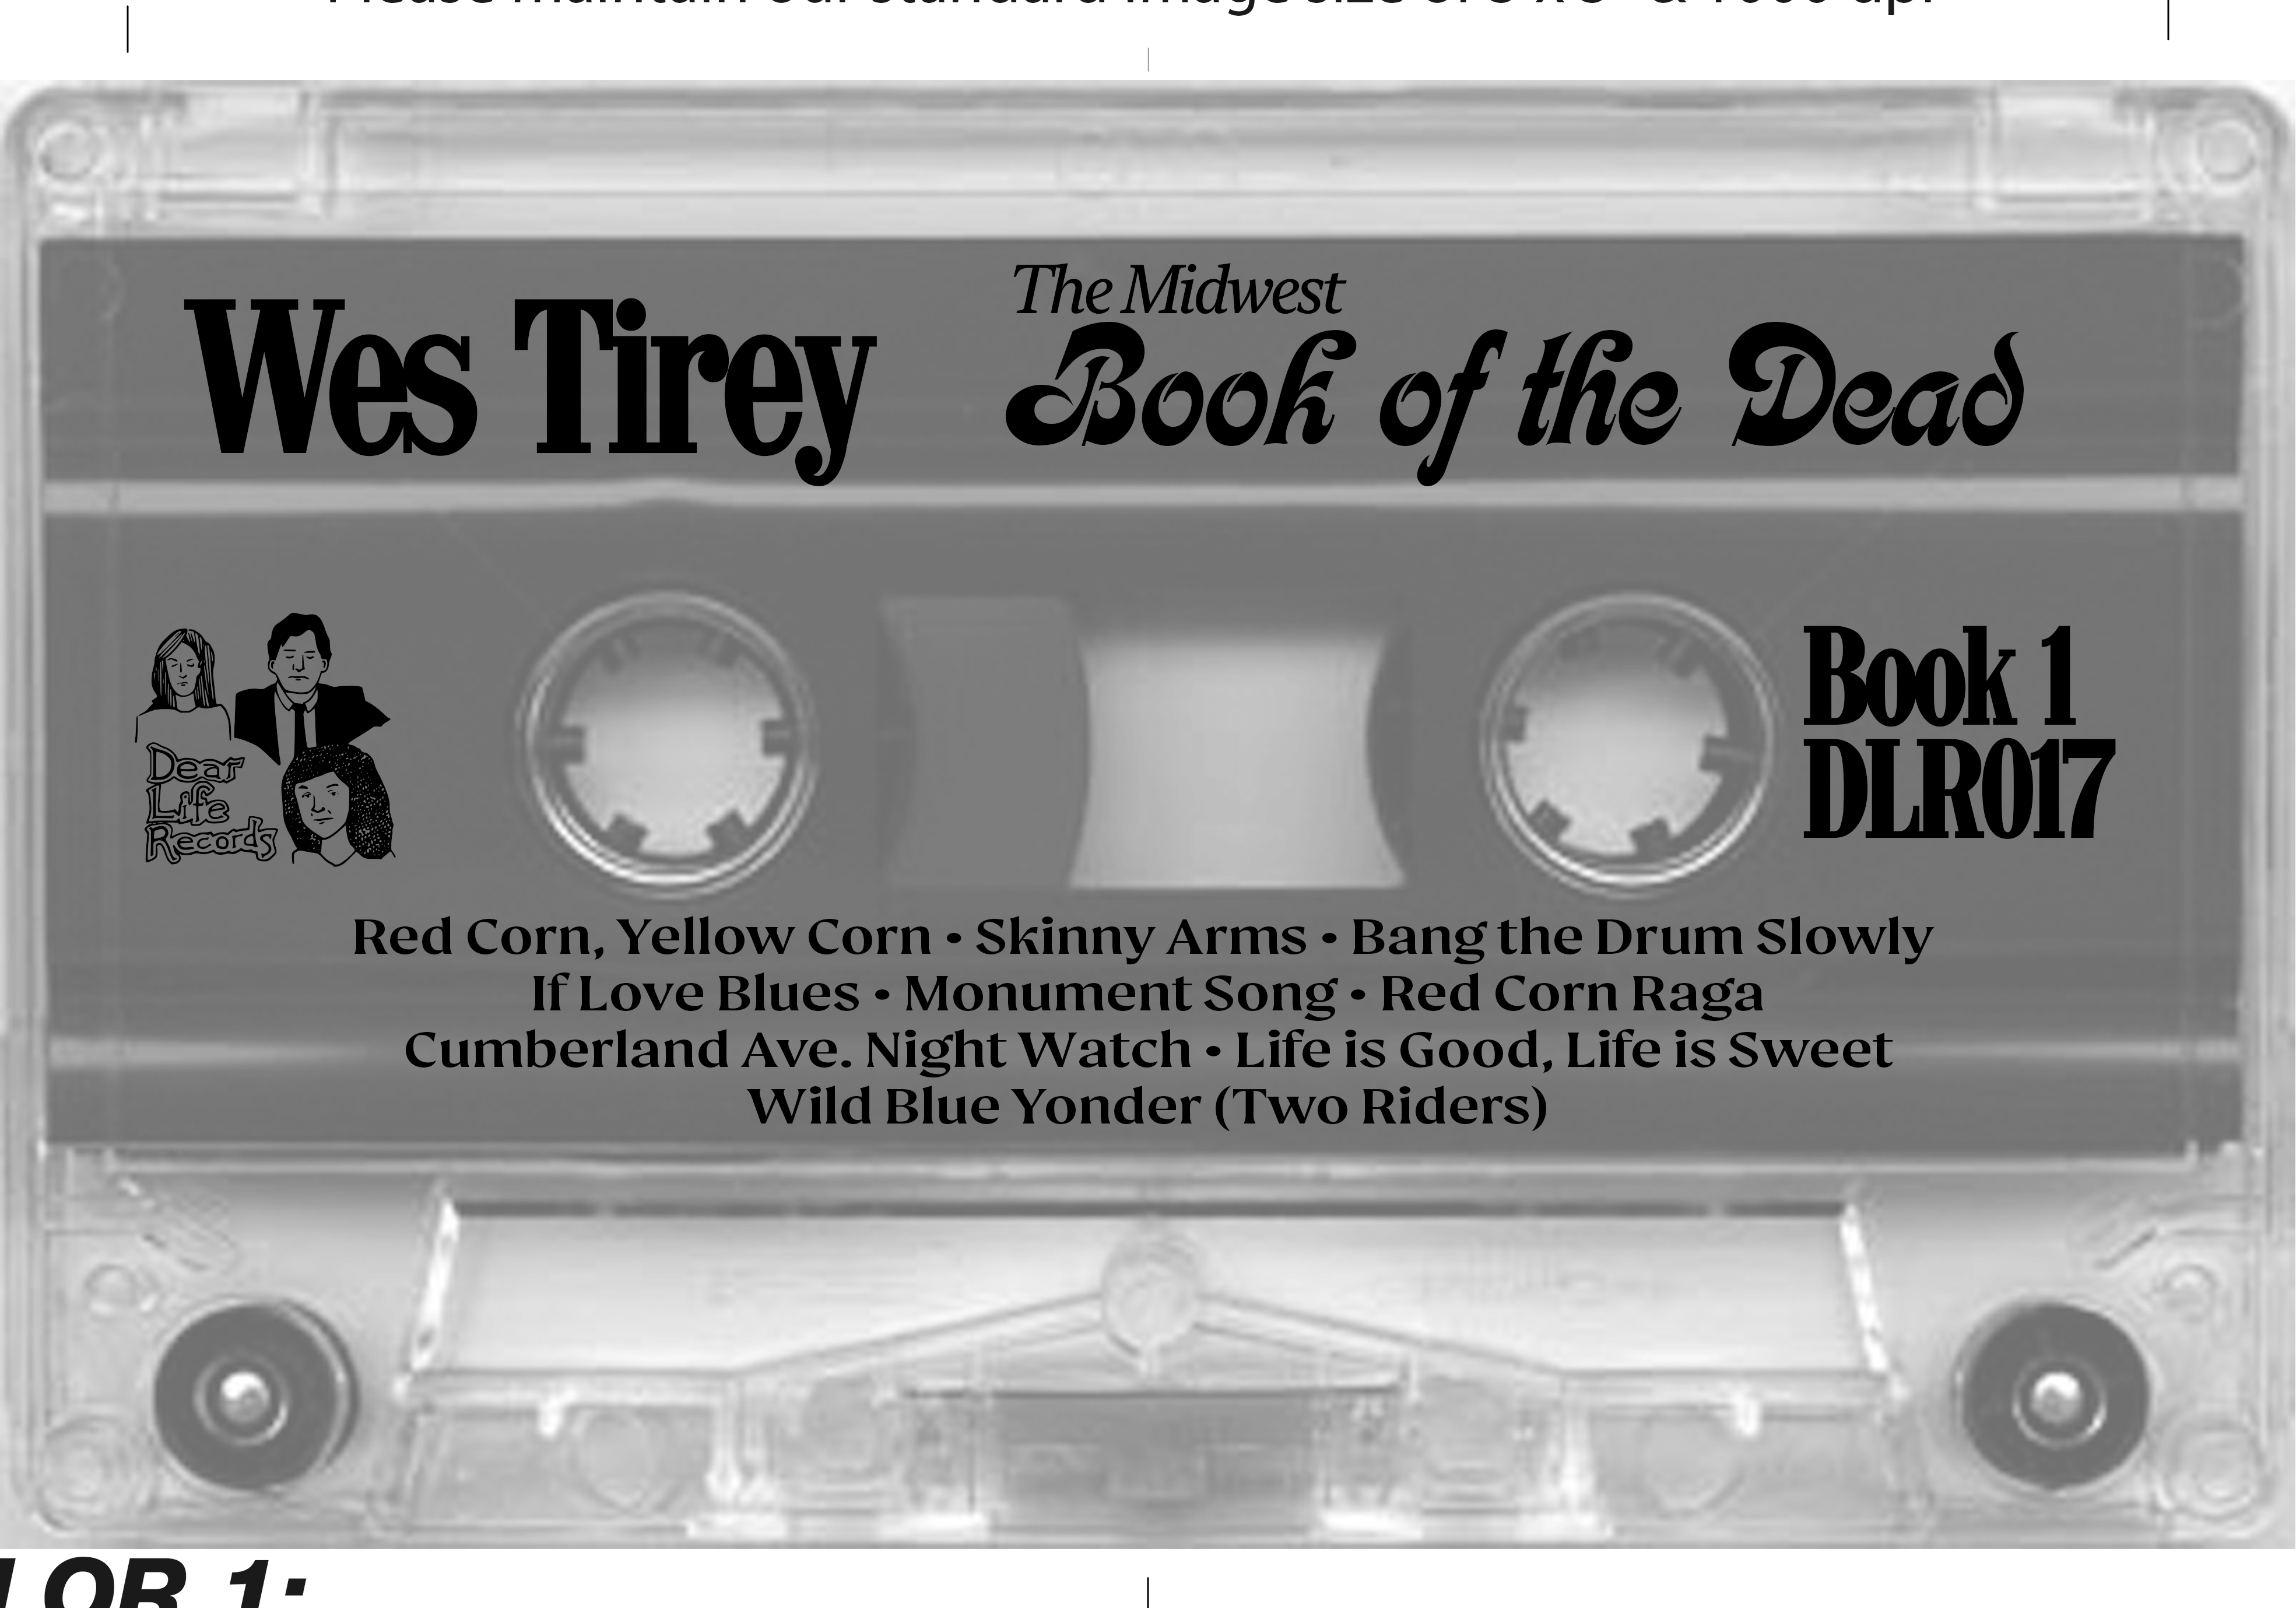 Wes Tirey
The Midwest
Book of the Dead
Dear
Life
Records
Book 1
DLR017
Red Corn, Yellow Corn • Skinny Arms • Bang the Drum Slowly
If Love Blues • Monument Song • Red Corn Raga
Cumberland Ave. Night Watch • Life is Good, Life is Sweet
Wild Blue Yonder (Two Riders)
1: